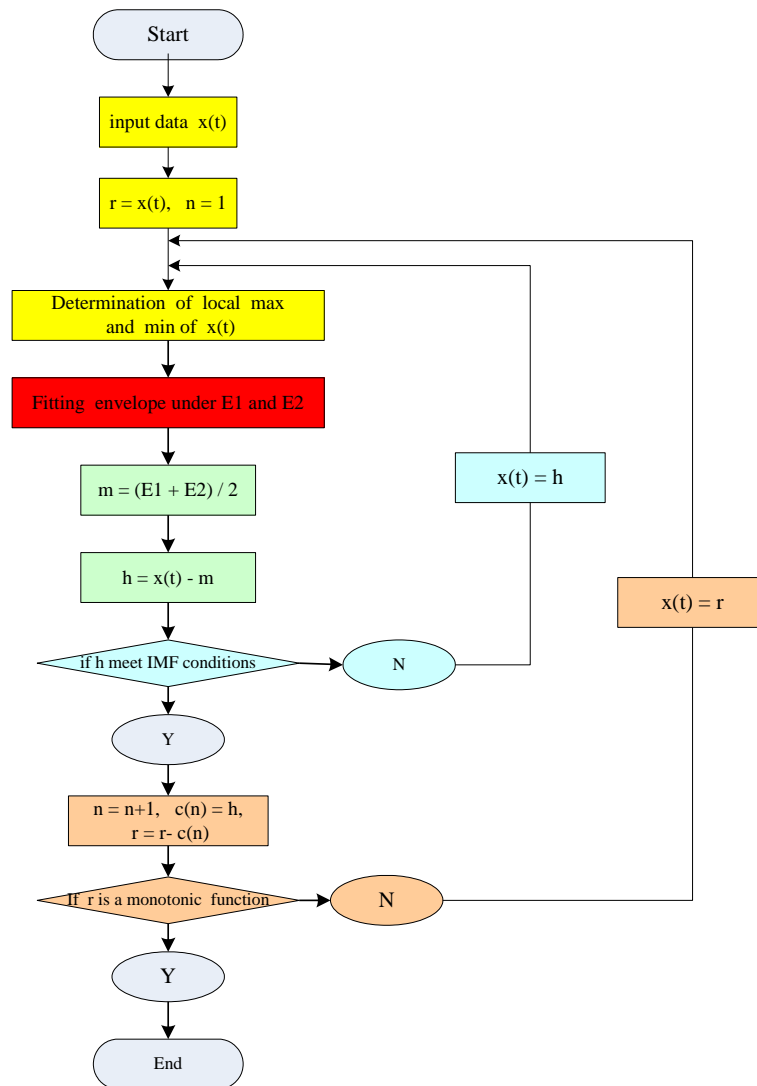 Start
input data x(t)
r = x(t), n = 1
Determination of local max
and min of x(t)
Fitting envelope under E1 and E2
m = (E1 + E2) / 2
x(t) = h
h = x(t) - m
x(t) = r
if h meet IMF conditions
N
Y
n = n+1, c(n) = h,
r = r- c(n)
If r is a monotonic function
N
Y
End